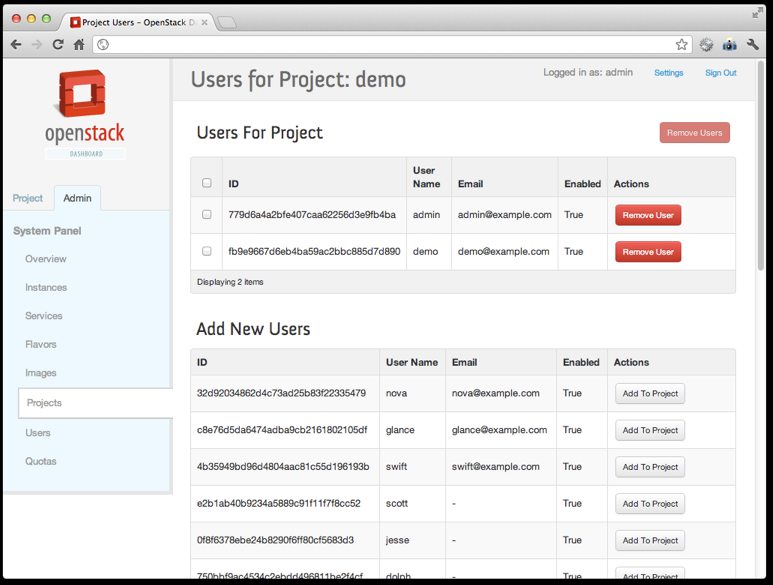 Project Users – OpenStack Da
Users for Project: demo
Logged in as: admin
Settings
Sign Out
openstack
DASHBOARD
Project
Admin
System Panel
Overview
Instances
Services
Flavors
Images
Projects
Users
Quotas
Users For Project
Remove Users
ID User Name Email Enabled Actions
779d6a4a2bfe407caa62256d3e9fb4ba admin admin@example.com True Remove User
fb9e9667d6eb4ba59ac2bbc885d7d890 demo demo@example.com True Remove User
Displaying 2 items
Add New Users
ID User Name Email Enabled Actions
32d92034862d4c73ad25b83f22335479 nova nova@example.com True Add To Project
c8e76d5da6474adba9cb2161802105df glance glance@example.com True Add To Project
4b35949bd96d4804aac81c55d196193b swift swift@example.com True Add To Project
e2b1ab40b9234a5889c91f11f7f8cc52 scott - True Add To Project
0f8f6378ebe24b8290f6ff80cf5683d3 jesse - True Add To Project
750bbf9ac4534c2ebdd496811be2f4cf dolph - True Add To Project